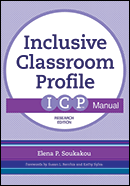 Inclusive Classroom
Profile
ICP
Manual
RESEARCH
EDITION
Elena P. Soukakou